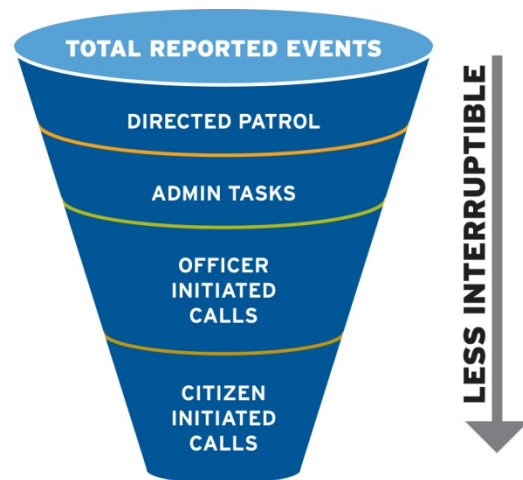 TOTAL REPORTED EVENTS
DIRECTED PATROL
ADMIN TASKS
OFFICER
INITIATED
CALLS
CITIZEN
INITIATED
CALLS
LESS INTERRUPTIBLE